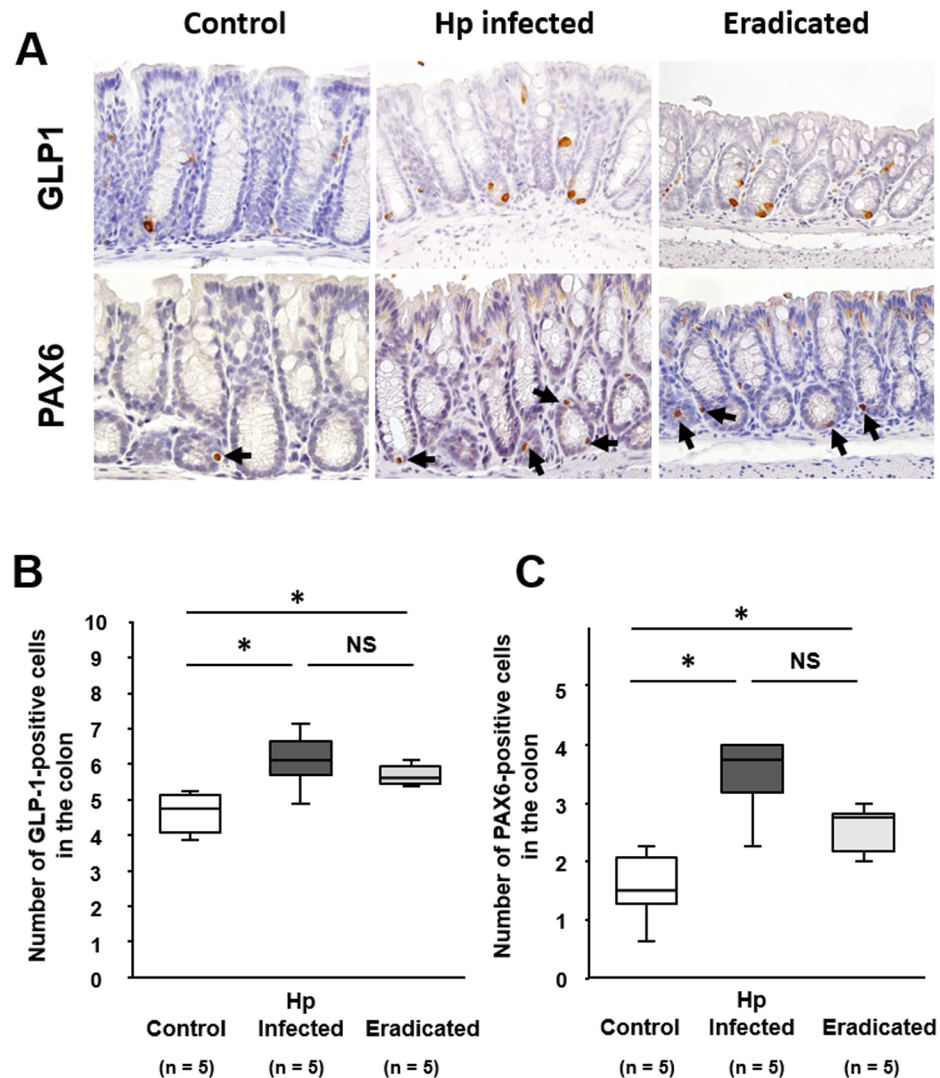 Control
Hp infected
Eradicated
A
GLP1
PAX6
B
Number of GLP-1-positive cells
in the colon
10
9
8
7
6
5
4
3
2
1
0
*
*
NS
Control
Hp
Infected
Eradicated
(n = 5)
(n = 5)
(n = 5)
C
Number of PAX6-positive cells
in the colon
5
4
3
2
1
0
*
*
NS
Control
Hp
Infected
Eradicated
(n = 5)
(n = 5)
(n = 5)